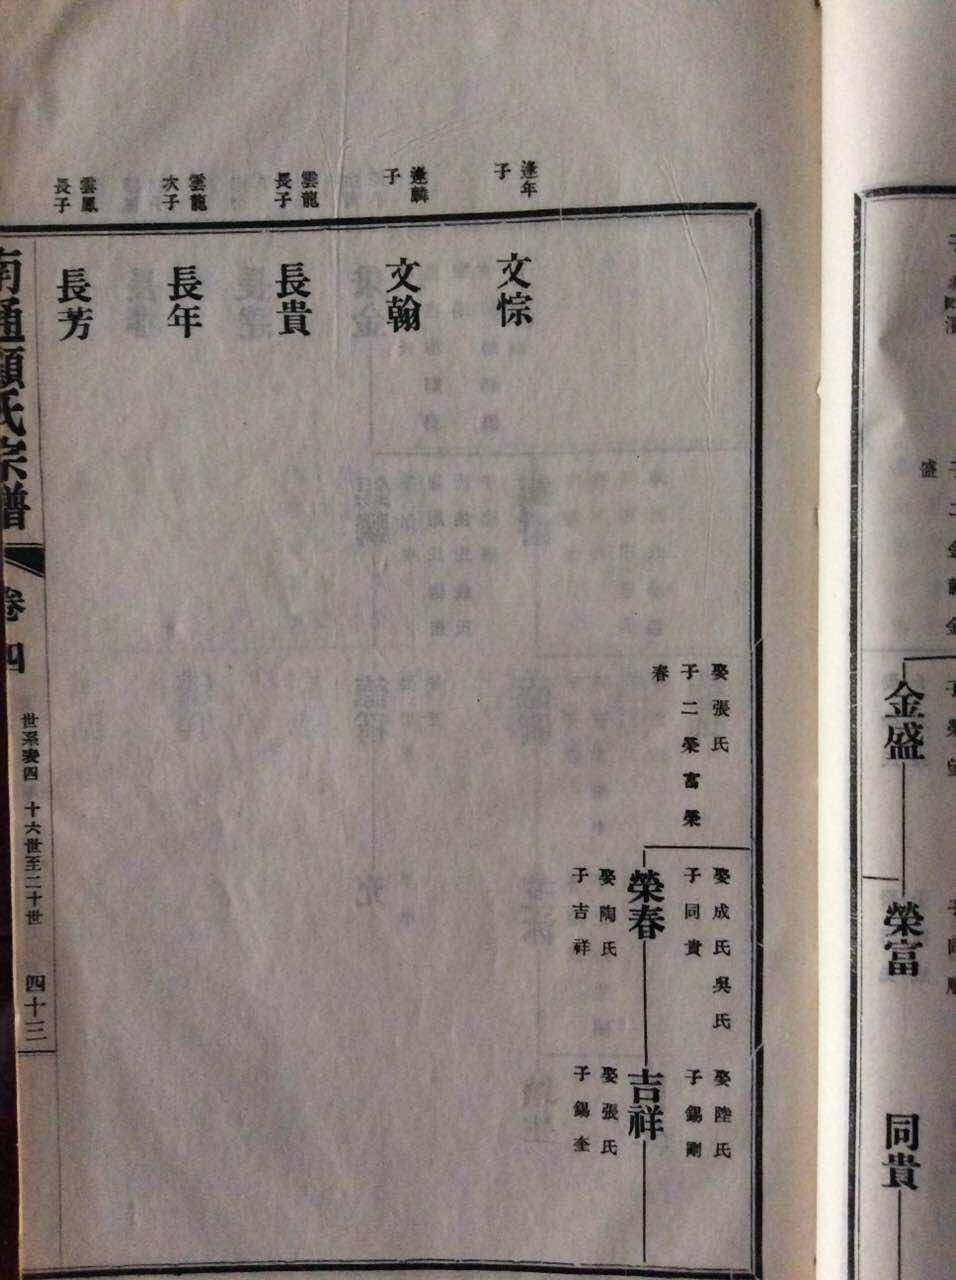 金盛
榮富
同貴
娶張氏
子二榮富榮
春
娶成氏吳氏
子同貴
娶陸氏
子錫剛
榮春
娶陶氏
子吉祥
吉祥
娶張氏
子錫奎
逢年
子
文悰
逢麟
子
文翰
雲龍
長子
長貴
雲龍
次子
長年
雲鳳
長子
長芳
南通顧氏宗譜
卷四
世系表四 十六世至二十世
四十三